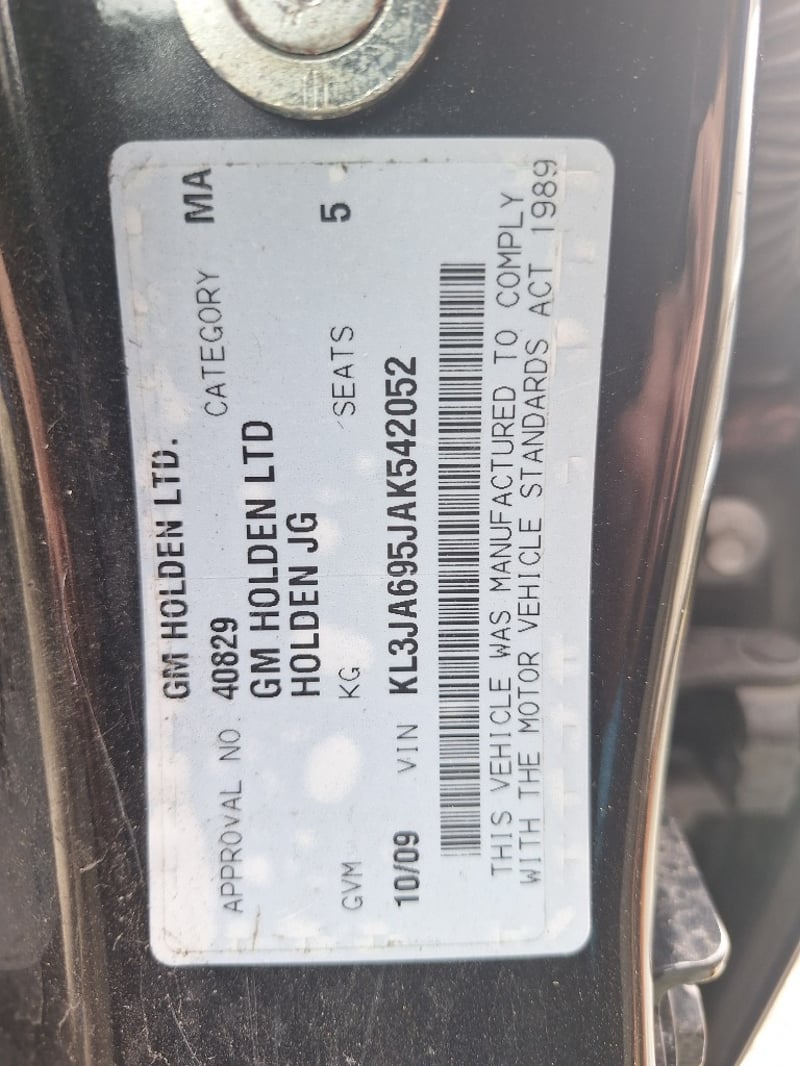 GM HOLDEN LTD.
APPROVAL NO 40829 CATEGORY MA
GM HOLDEN LTD
HOLDEN JG
GVM KG SEATS 5
10/09 VIN KL3JA695JAK542052
THIS VEHICLE WAS MANUFACTURED TO COMPLY
WITH THE MOTOR VEHICLE STANDARDS ACT 1989